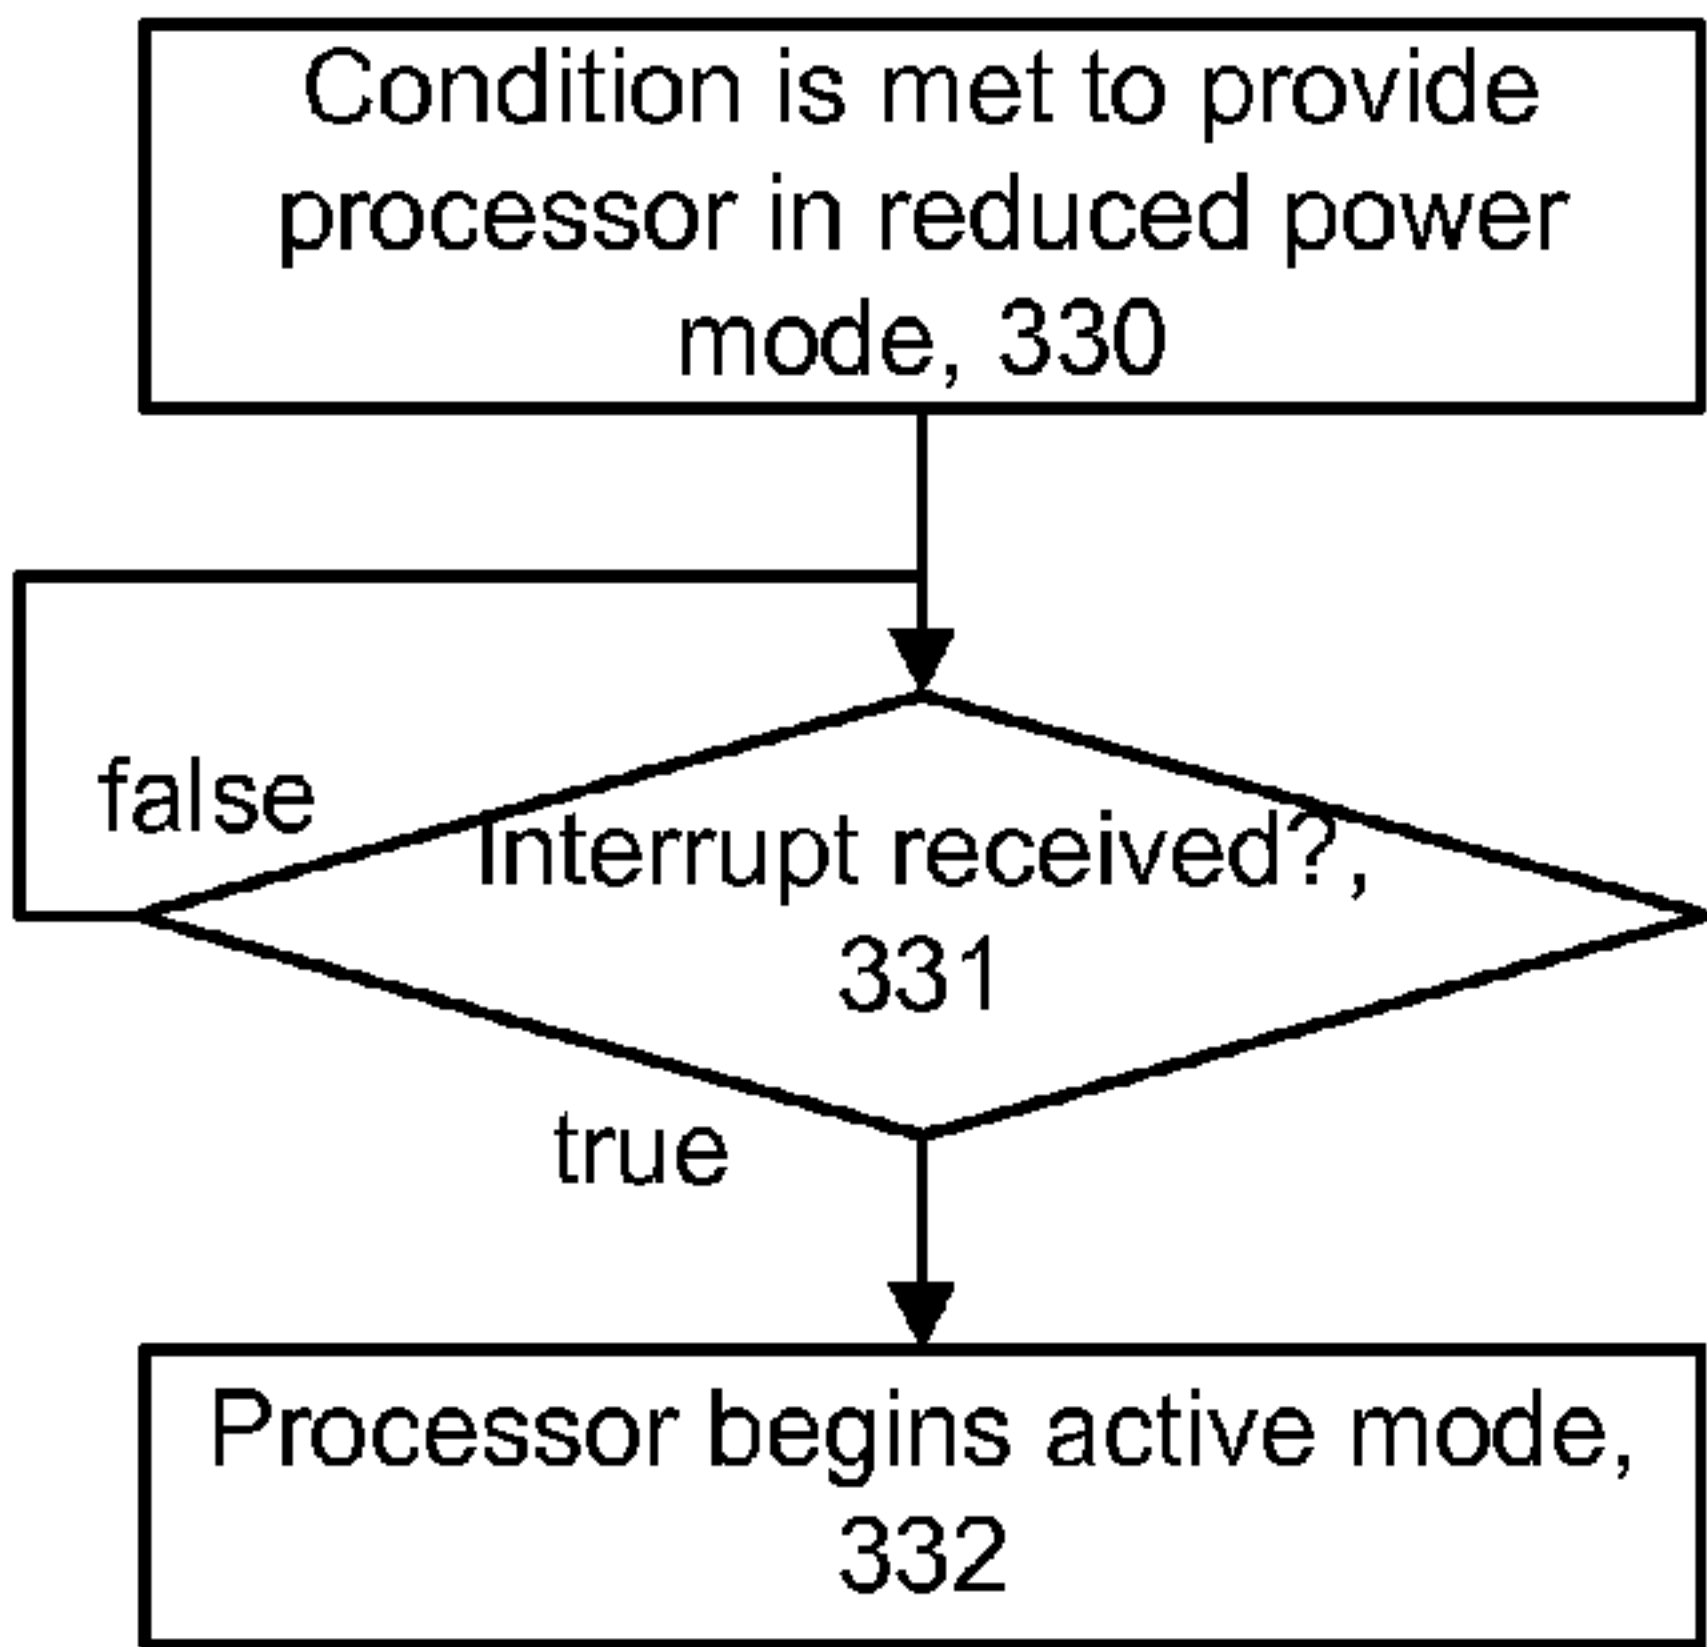 Condition is met to provide
processor in reduced power
mode, 330
false
Interrupt received?,
331
true
Processor begins active mode,
332